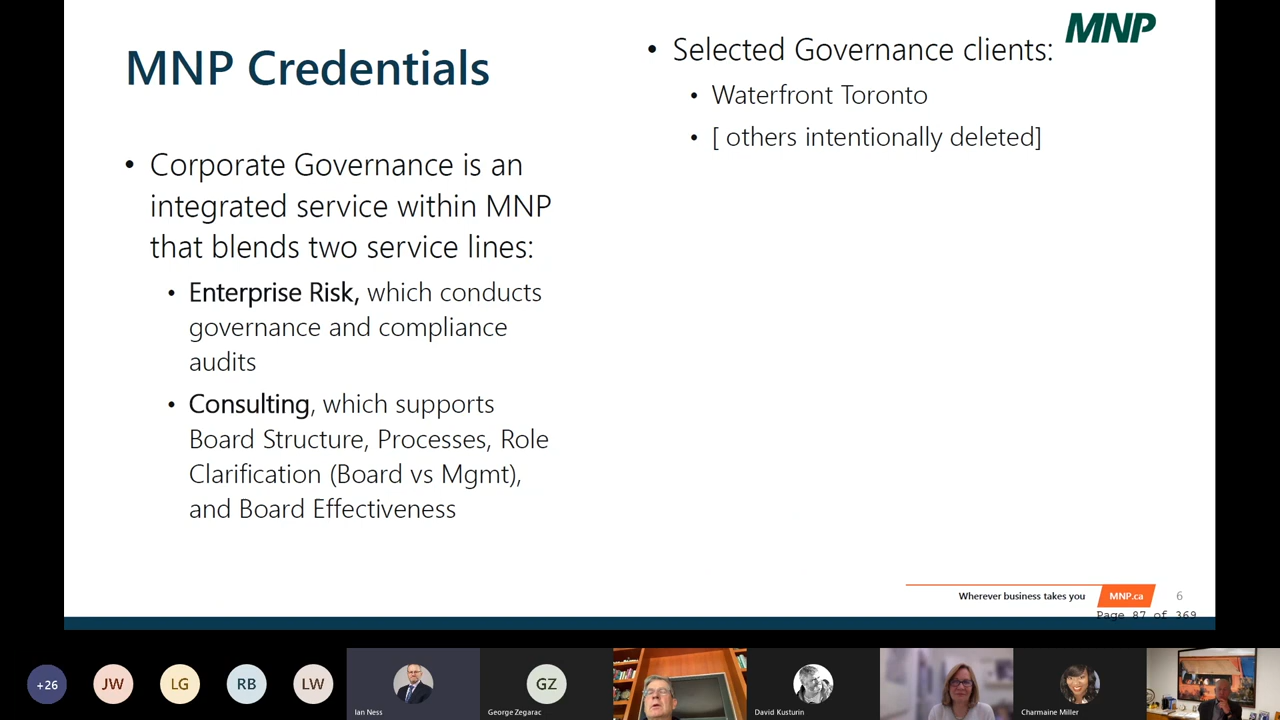 MNP Credentials
• Corporate Governance is an
integrated service within MNP
that blends two service lines:
• Enterprise Risk, which conducts
governance and compliance
audits
• Consulting, which supports
Board Structure, Processes, Role
Clarification (Board vs Mgmt),
and Board Effectiveness
• Selected Governance clients:
• Waterfront Toronto
• [ others intentionally deleted]
MNP
Wherever business takes you
MNP.ca
6
Page 87 of 369
+26
JW
LG
RB
LW
Ian Ness
GZ
George Zegarac
David Kusturin
Charmaine Miller